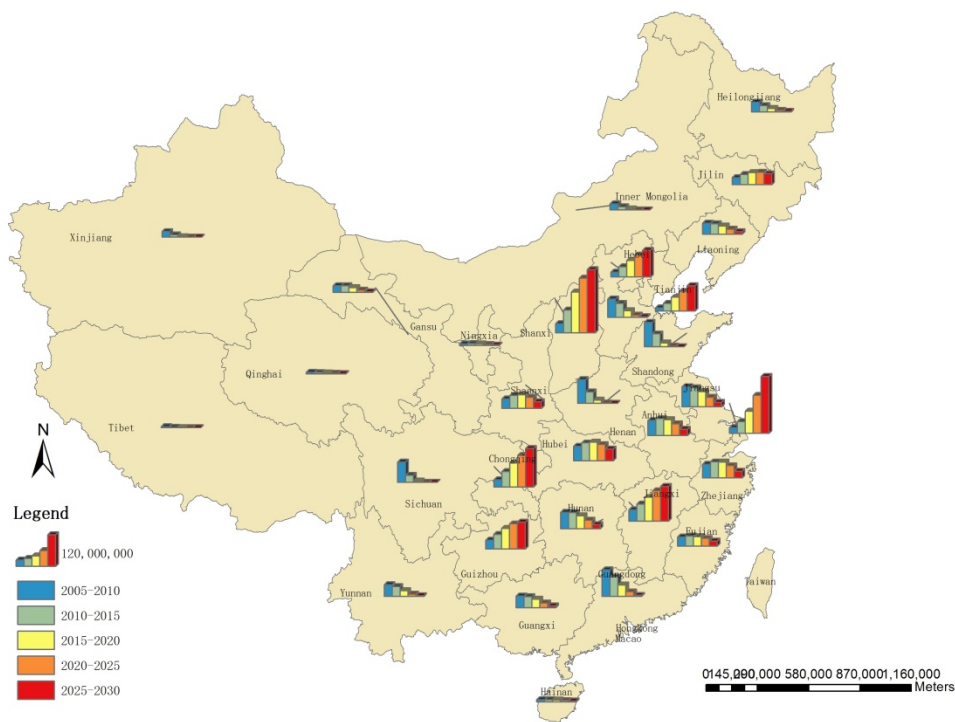 Heilongjiang
Jilin
Inner Mongolia
Xinjiang
Liaoning
Hebei
Tianjin
Gansu
Ningxia
Shanxi
Qinghai
Shandong
Shaanxi
Tibet
Anhui
Henan
N
Hubei
Chongqing
Sichuan
Jiangxi
Zhejiang
Legend
Hunan
Fujian
120,000,000
Guizhou
Guangdong
Taiwan
2005-2010
Yunnan
Guangxi
2010-2015
HongKong
Macao
2015-2020
2020-2025
580,000
870,000
1,160,000
Meters
2025-2030
Hainan